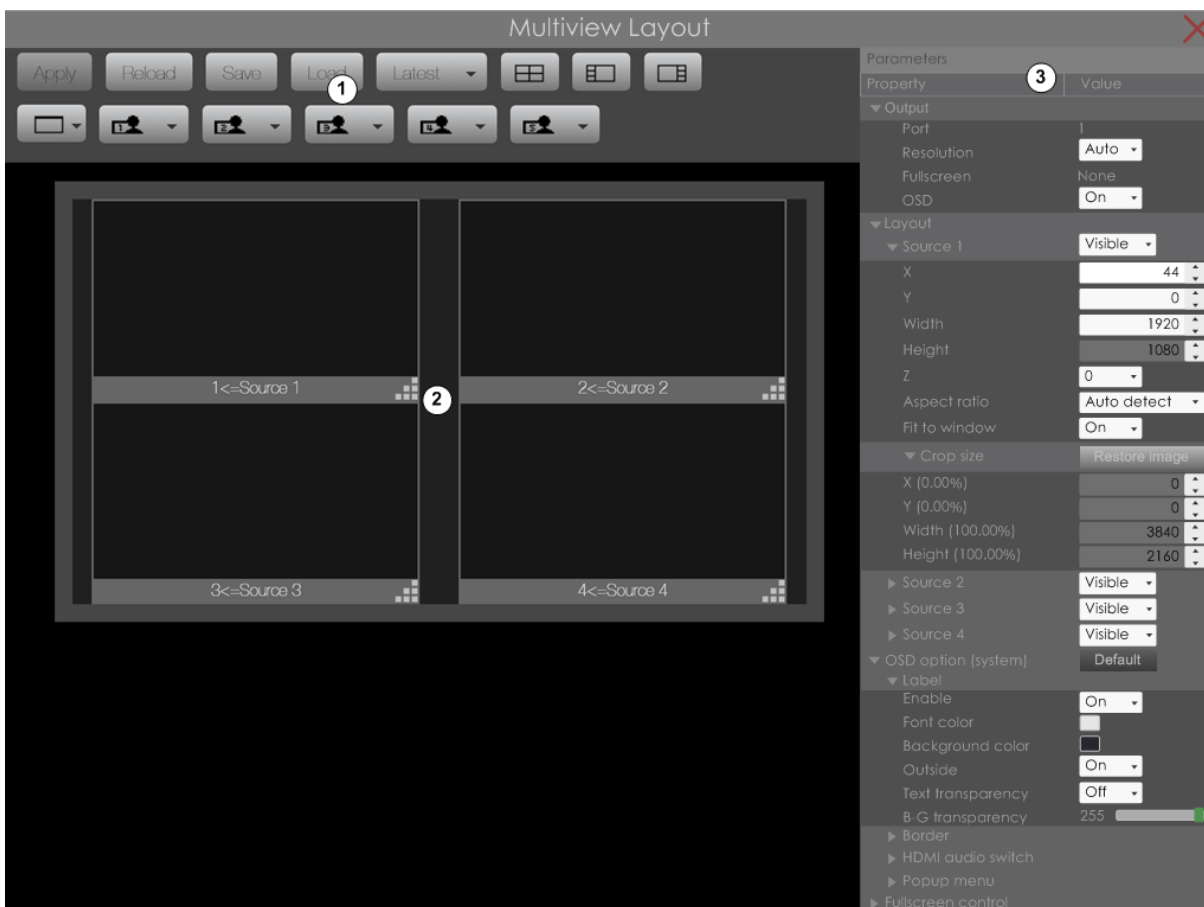 Multiview Layout
Apply Reload Save Load Latest
1
1 2 3 4 5
1<=Source 1 2<=Source 2
2
3<=Source 3 4<=Source 4
Parameters
3
Property Value
Output
Port 1
Resolution Auto
Fullscreen None
OSD On
Layout
Source 1 Visible
X 44
Y 0
Width 1920
Height 1080
Z 0
Aspect ratio Auto detect
Fit to window On
Crop size Restore image
X (0.00%) 0
Y (0.00%) 0
Width (100.00%) 3840
Height (100.00%) 2160
Source 2 Visible
Source 3 Visible
Source 4 Visible
OSD option (system) Default
Label
Enable On
Font color
Background color
Outside On
Text transparency Off
B-G transparency 255
Border
HDMI audio switch
Popup menu
Fullscreen control